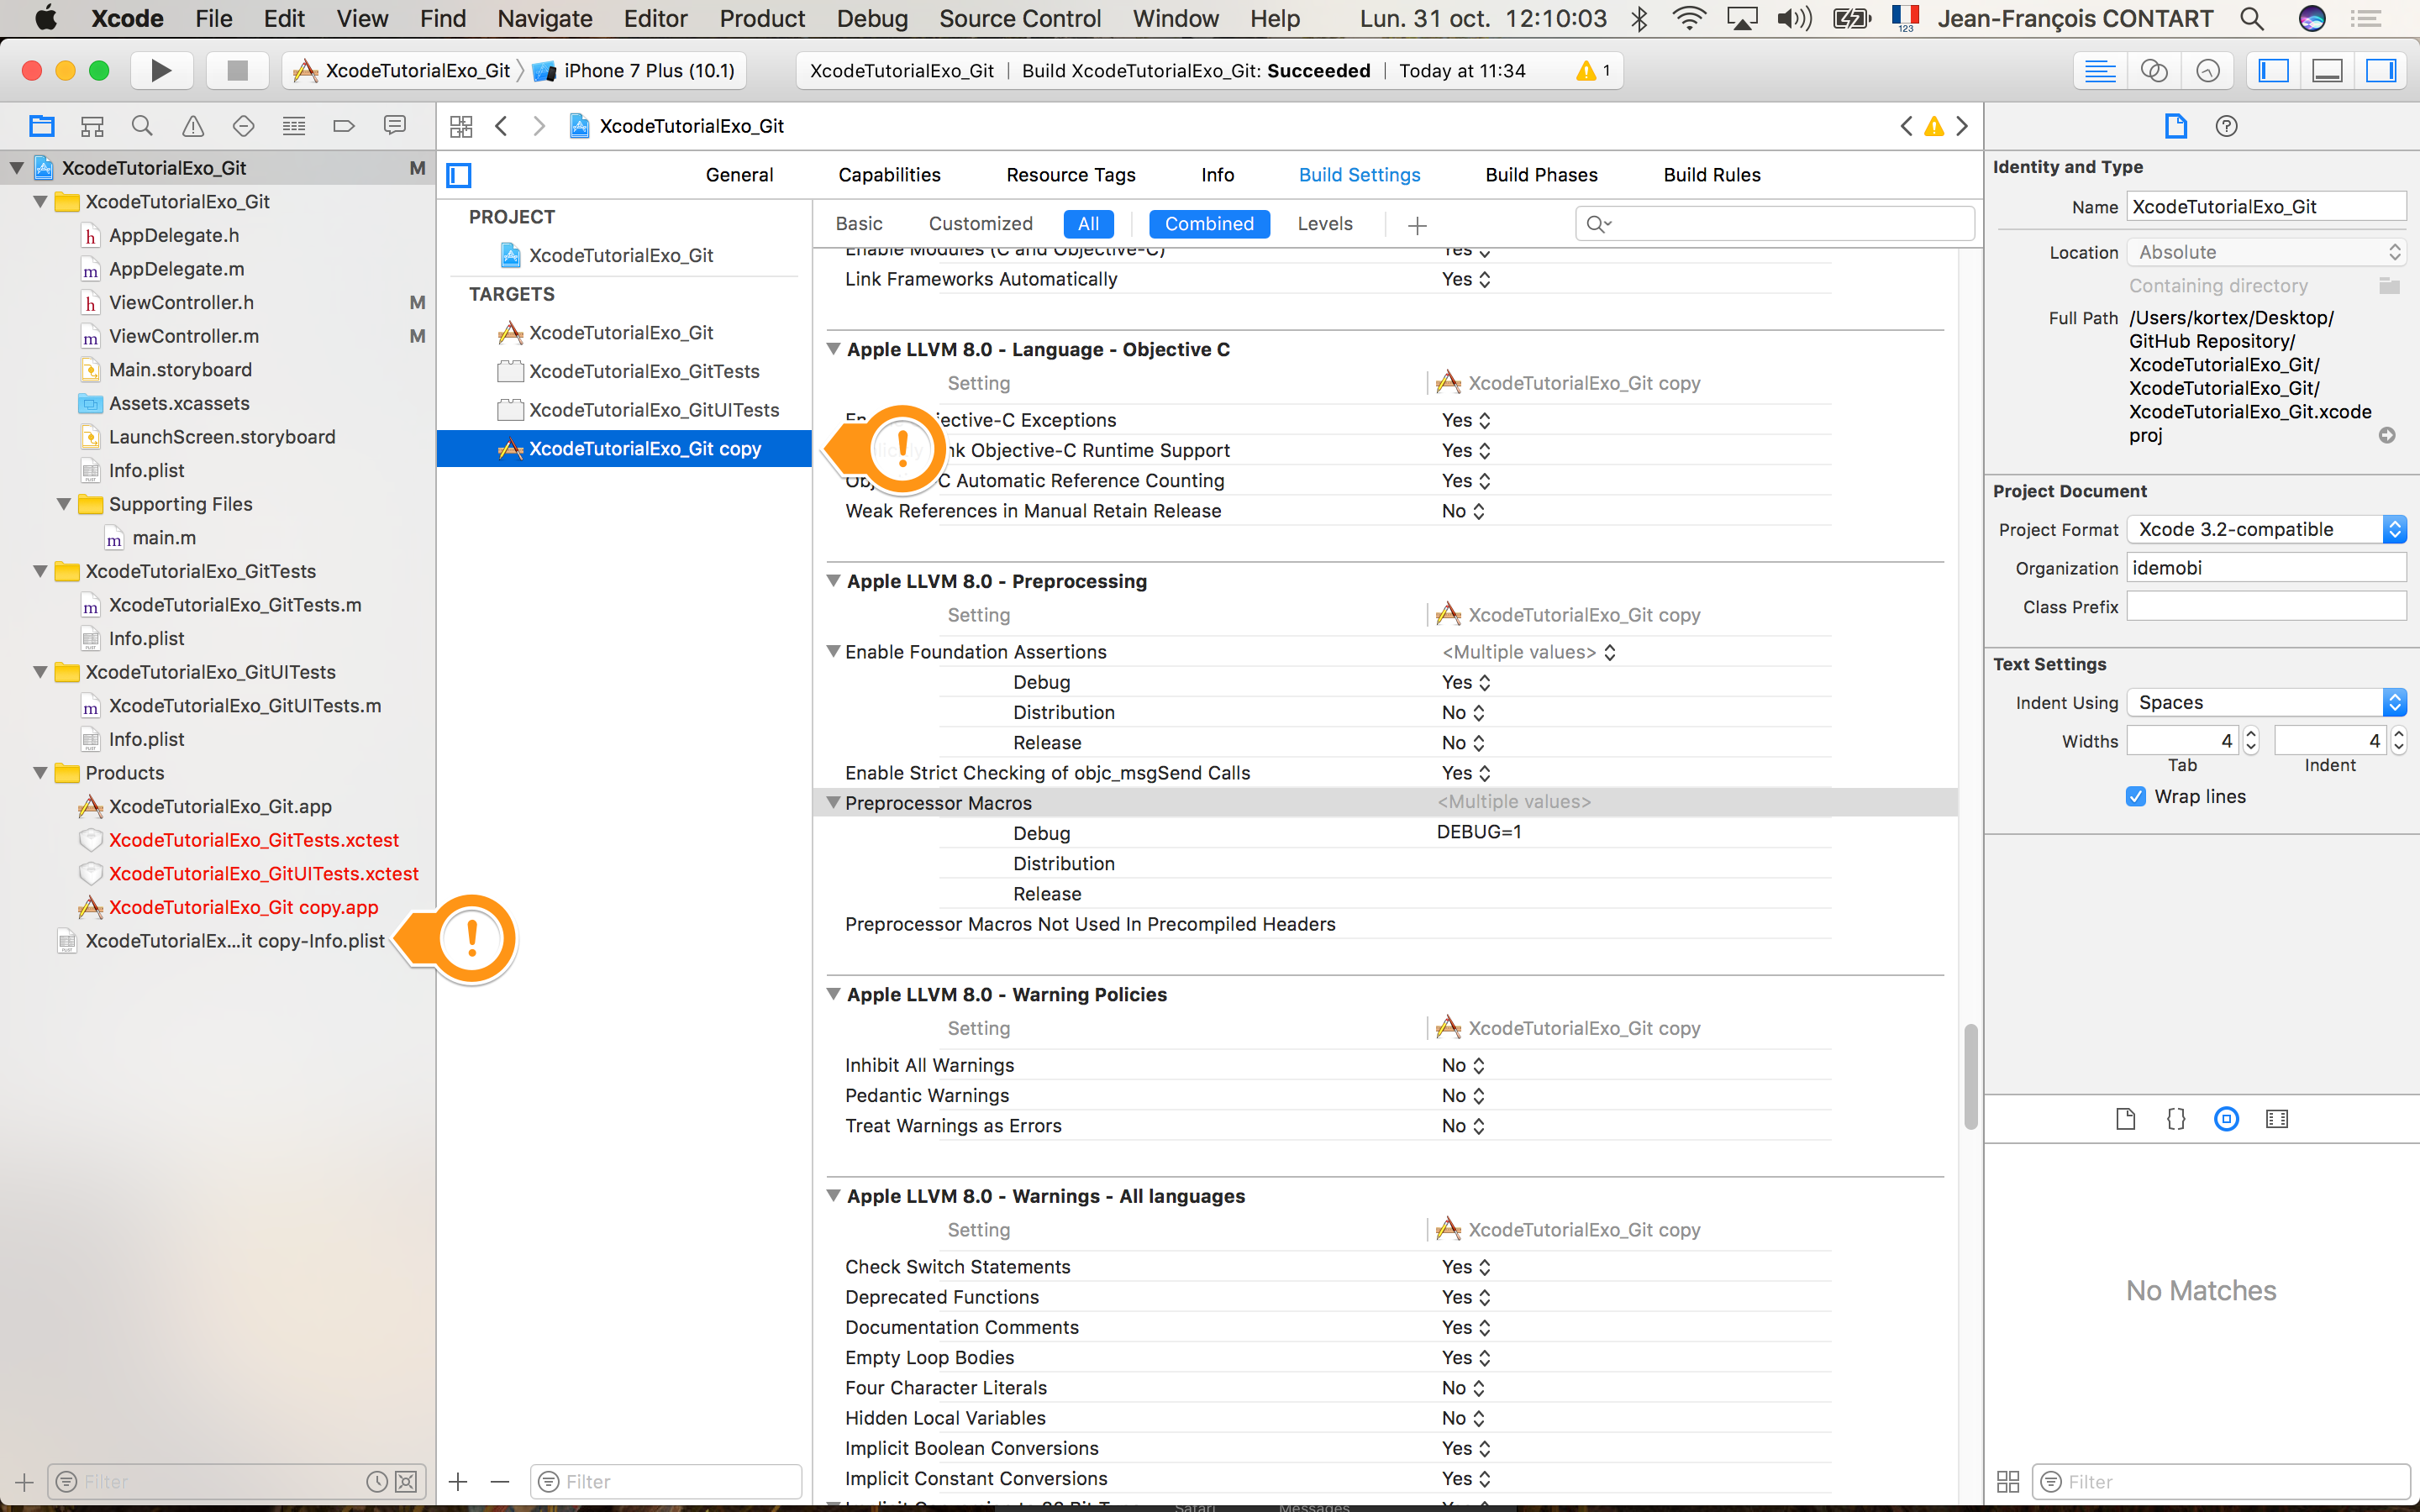 Xcode File Edit View Find Navigate Editor Product Debug Source Control Window Help Lun. 31 oct. 12:10:03 123 Jean-François CONTART
XcodeTutorialExo_Git iPhone 7 Plus (10.1) XcodeTutorialExo_Git | Build XcodeTutorialExo_Git: Succeeded | Today at 11:34 1
XcodeTutorialExo_Git
XcodeTutorialExo_Git M
XcodeTutorialExo_Git
AppDelegate.h
AppDelegate.m
ViewController.h M
ViewController.m M
Main.storyboard
Assets.xcassets
LaunchScreen.storyboard
Info.plist
Supporting Files
main.m
XcodeTutorialExo_GitTests
XcodeTutorialExo_GitTests.m
Info.plist
XcodeTutorialExo_GitUITests
XcodeTutorialExo_GitUITests.m
Info.plist
Products
XcodeTutorialExo_Git.app
XcodeTutorialExo_GitTests.xctest
XcodeTutorialExo_GitUITests.xctest
XcodeTutorialExo_Git copy.app
XcodeTutorialEx...it copy-Info.plist
Filter
General Capabilities Resource Tags Info Build Settings Build Phases Build Rules
PROJECT
XcodeTutorialExo_Git
TARGETS
XcodeTutorialExo_Git
XcodeTutorialExo_GitTests
XcodeTutorialExo_GitUITests
XcodeTutorialExo_Git copy
Filter
Basic Customized All Combined Levels
Enable Modules (C and Objective-C) Yes
Link Frameworks Automatically Yes
Apple LLVM 8.0 - Language - Objective C
Setting XcodeTutorialExo_Git copy
ective-C Exceptions Yes
nk Objective-C Runtime Support Yes
C Automatic Reference Counting Yes
Weak References in Manual Retain Release No
Apple LLVM 8.0 - Preprocessing
Setting XcodeTutorialExo_Git copy
Enable Foundation Assertions <Multiple values>
Debug Yes
Distribution No
Release No
Enable Strict Checking of objc_msgSend Calls Yes
Preprocessor Macros <Multiple values>
Debug DEBUG=1
Distribution
Release
Preprocessor Macros Not Used In Precompiled Headers
Apple LLVM 8.0 - Warning Policies
Setting XcodeTutorialExo_Git copy
Inhibit All Warnings No
Pedantic Warnings No
Treat Warnings as Errors No
Apple LLVM 8.0 - Warnings - All languages
Setting XcodeTutorialExo_Git copy
Check Switch Statements Yes
Deprecated Functions Yes
Documentation Comments Yes
Empty Loop Bodies Yes
Four Character Literals No
Hidden Local Variables No
Implicit Boolean Conversions Yes
Implicit Constant Conversions Yes
Identity and Type
Name XcodeTutorialExo_Git
Location Absolute
Containing directory
Full Path /Users/kortex/Desktop/
GitHub Repository/
XcodeTutorialExo_Git/
XcodeTutorialExo_Git/
XcodeTutorialExo_Git.xcode
proj
Project Document
Project Format Xcode 3.2-compatible
Organization idemobi
Class Prefix
Text Settings
Indent Using Spaces
Widths 4 4
Tab Indent
Wrap lines
No Matches
Filter